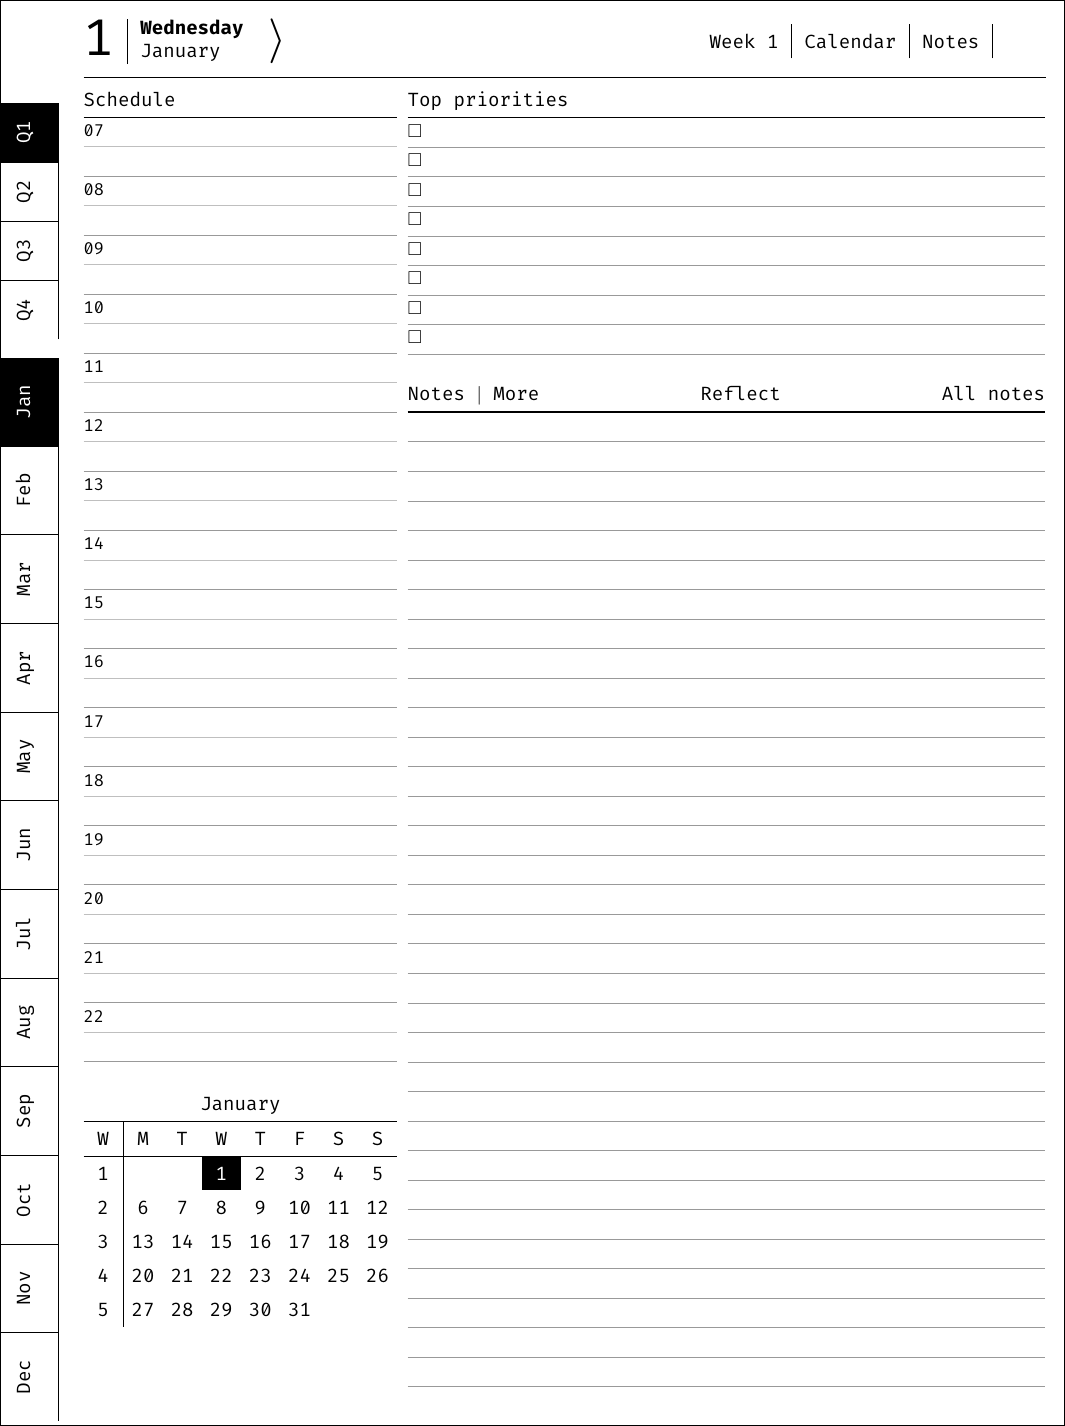 1 Wednesday
January
Week 1 Calendar Notes
Q1
Q2
Q3
Q4
Jan
Feb
Mar
Apr
May
Jun
Jul
Aug
Sep
Oct
Nov
Dec
Schedule
07
08
09
10
11
12
13
14
15
16
17
18
19
20
21
22
January
W M T W T F S S
1 1 2 3 4 5
2 6 7 8 9 10 11 12
3 13 14 15 16 17 18 19
4 20 21 22 23 24 25 26
5 27 28 29 30 31
Top priorities
Notes | More Reflect All notes